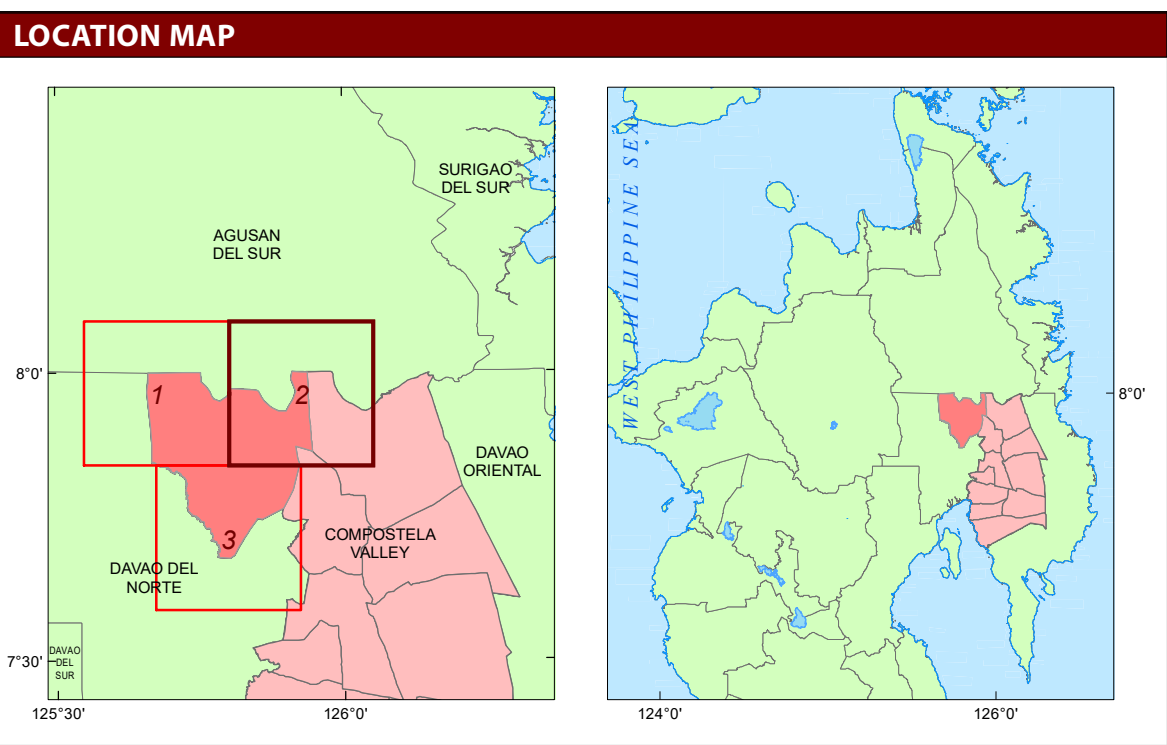 LOCATION MAP
SURIGAO
DEL SUR
AGUSAN
DEL SUR
8°0'
1
2
DAVAO
ORIENTAL
COMPOSTELA
VALLEY
3
DAVAO DEL
NORTE
DAVAO
DEL
SUR
7°30'
125°30'
126°0'
WEST PHILIPPINE SEA
8°0'
124°0'
126°0'